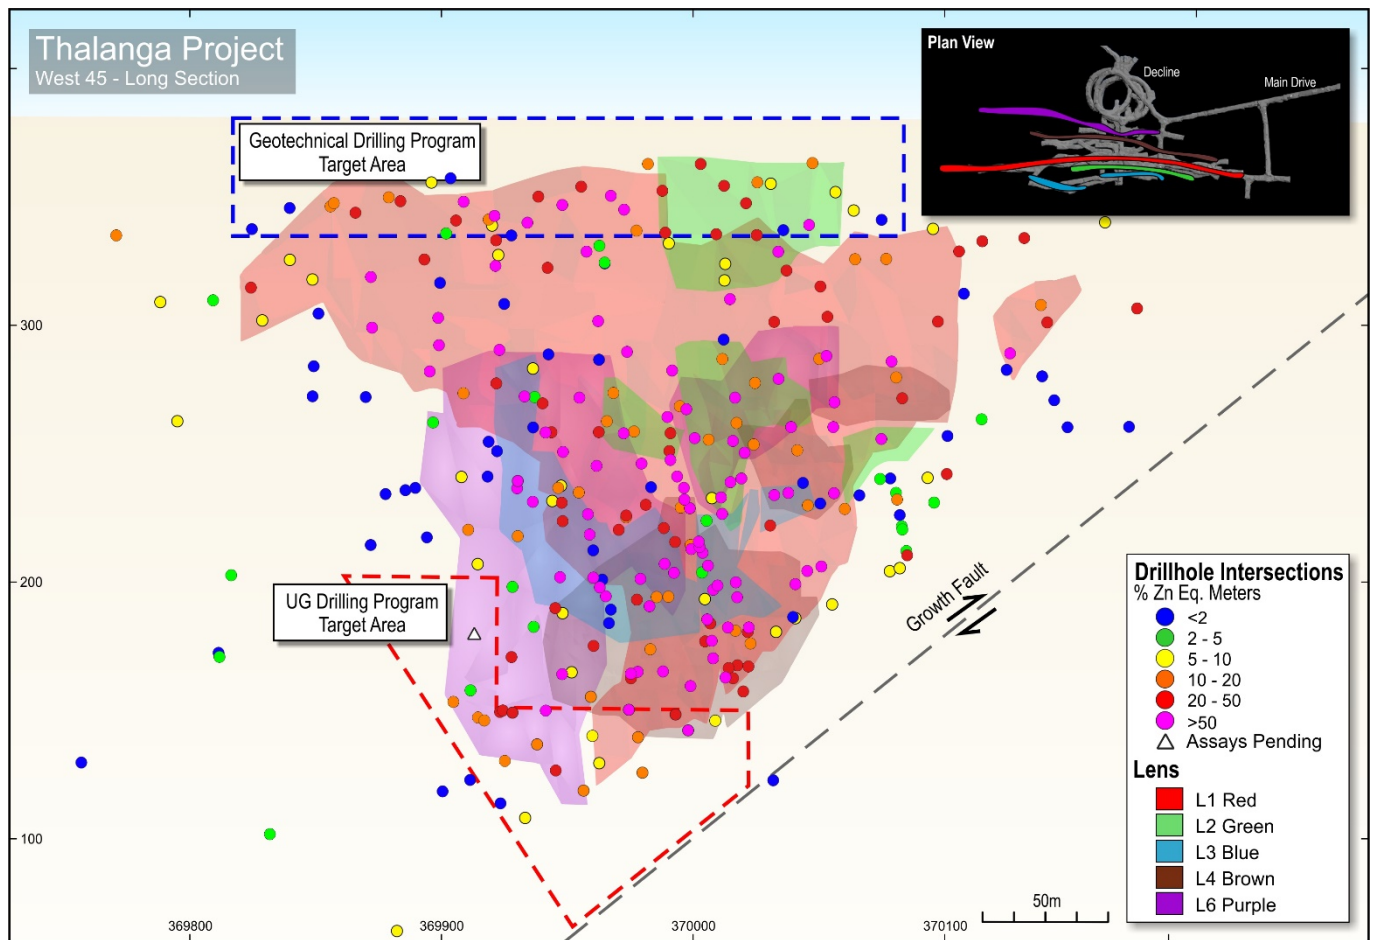 Thalanga Project
West 45 - Long Section
Plan View
Decline
Main Drive
Geotechnical Drilling Program
Target Area
300
200
100
UG Drilling Program
Target Area
Growth Fault
Drillhole Intersections
% Zn Eq. Meters
<2
2 - 5
5 - 10
10 - 20
20 - 50
>50
Assays Pending
Lens
L1 Red
L2 Green
L3 Blue
L4 Brown
L6 Purple
50m
369800
369900
370000
370100